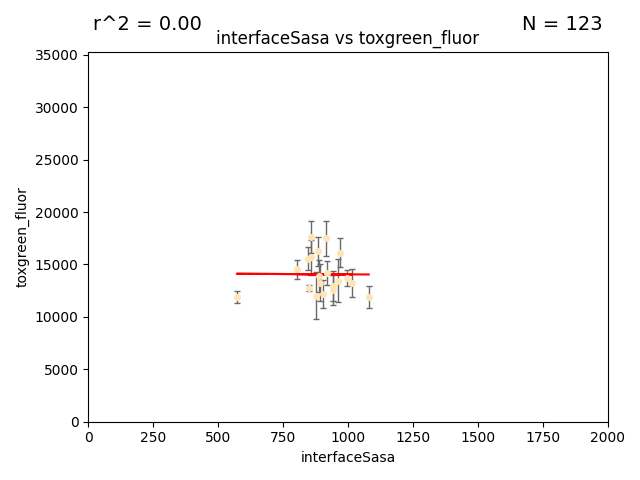 r^2 = 0.00
N = 123
interfaceSasa vs toxgreen_fluor
35000
30000
25000
20000
15000
10000
5000
0
toxgreen_fluor
0 250 500 750 1000 1250 1500 1750 2000
interfaceSasa